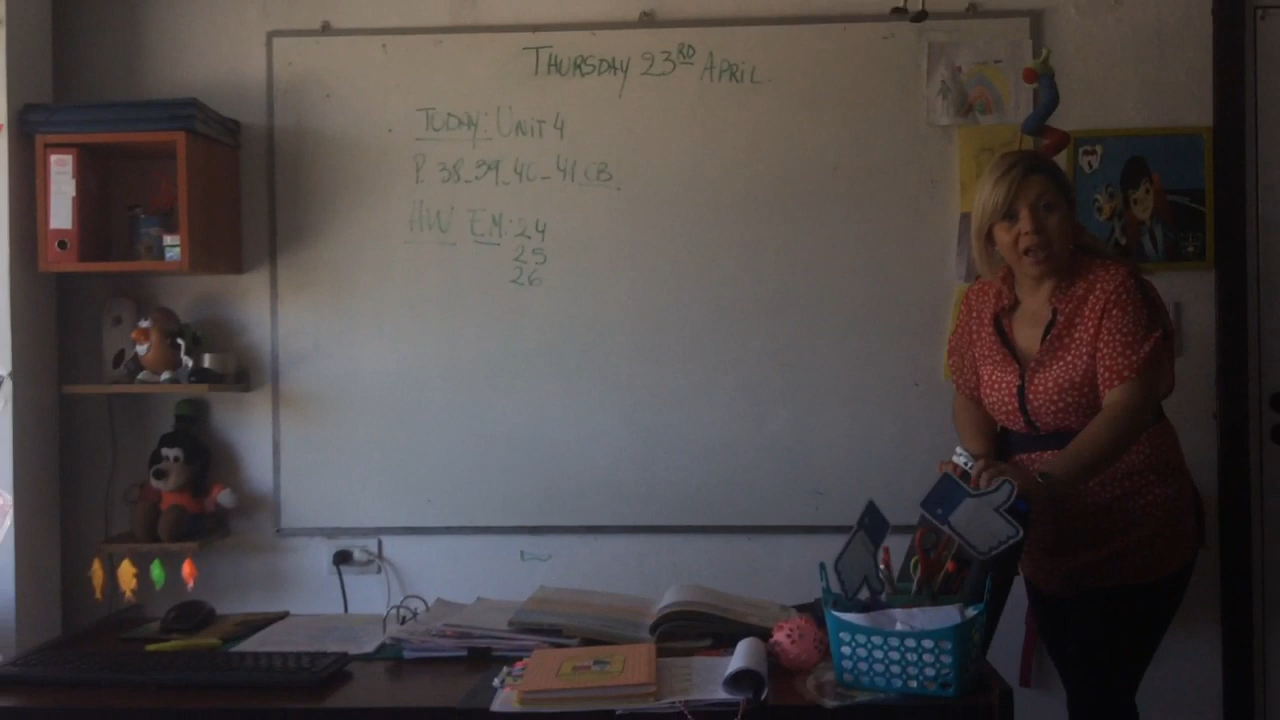 THURSDAY 23RD APRIL
TODAY: UNIT 4
P. 38_39_40_41 CB
HW EM: 24
25
26